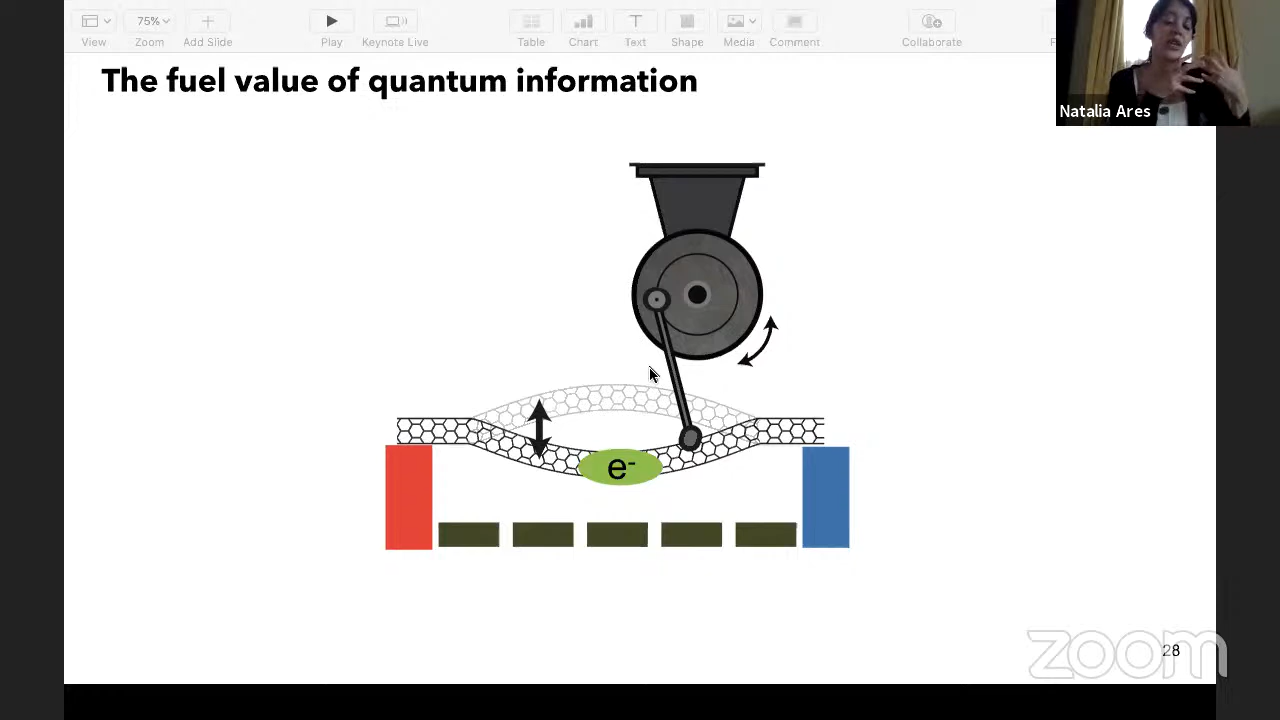 75%
View
Zoom
Add Slide
Play
Keynote Live
Table
Chart
Text
Shape
Media
Comment
Collaborate
The fuel value of quantum information
Natalia Ares
e-
zoom
28